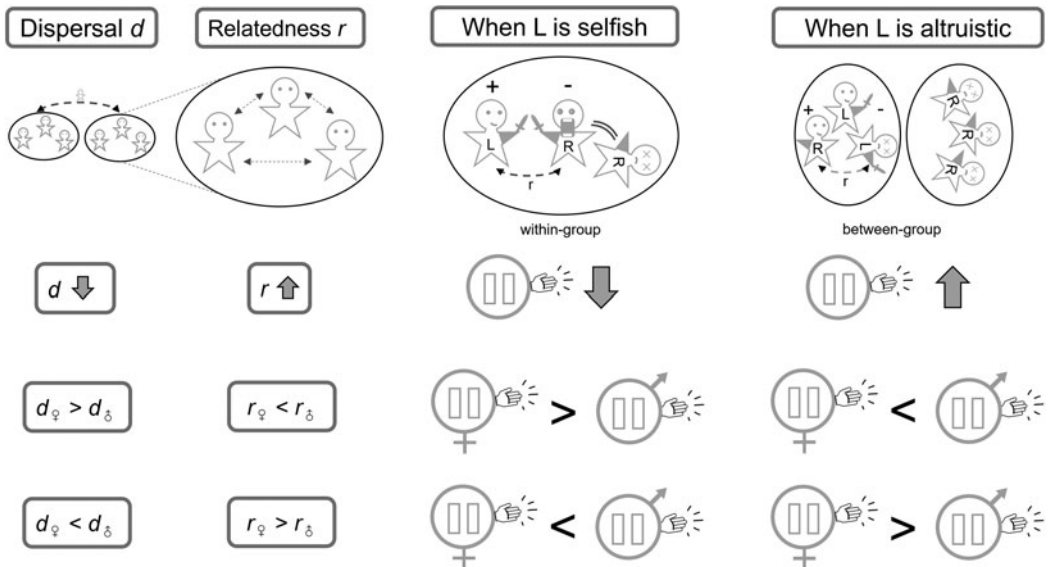 Dispersal d
Relatedness r
When L is selfish
When L is altruistic
+
-
L
R
R
r
within-group
+
-
L
R
L
r
R
R
R
between-group
d
r
d♀ > d♂
r♀ < r♂
>
<
d♀ < d♂
r♀ > r♂
<
>